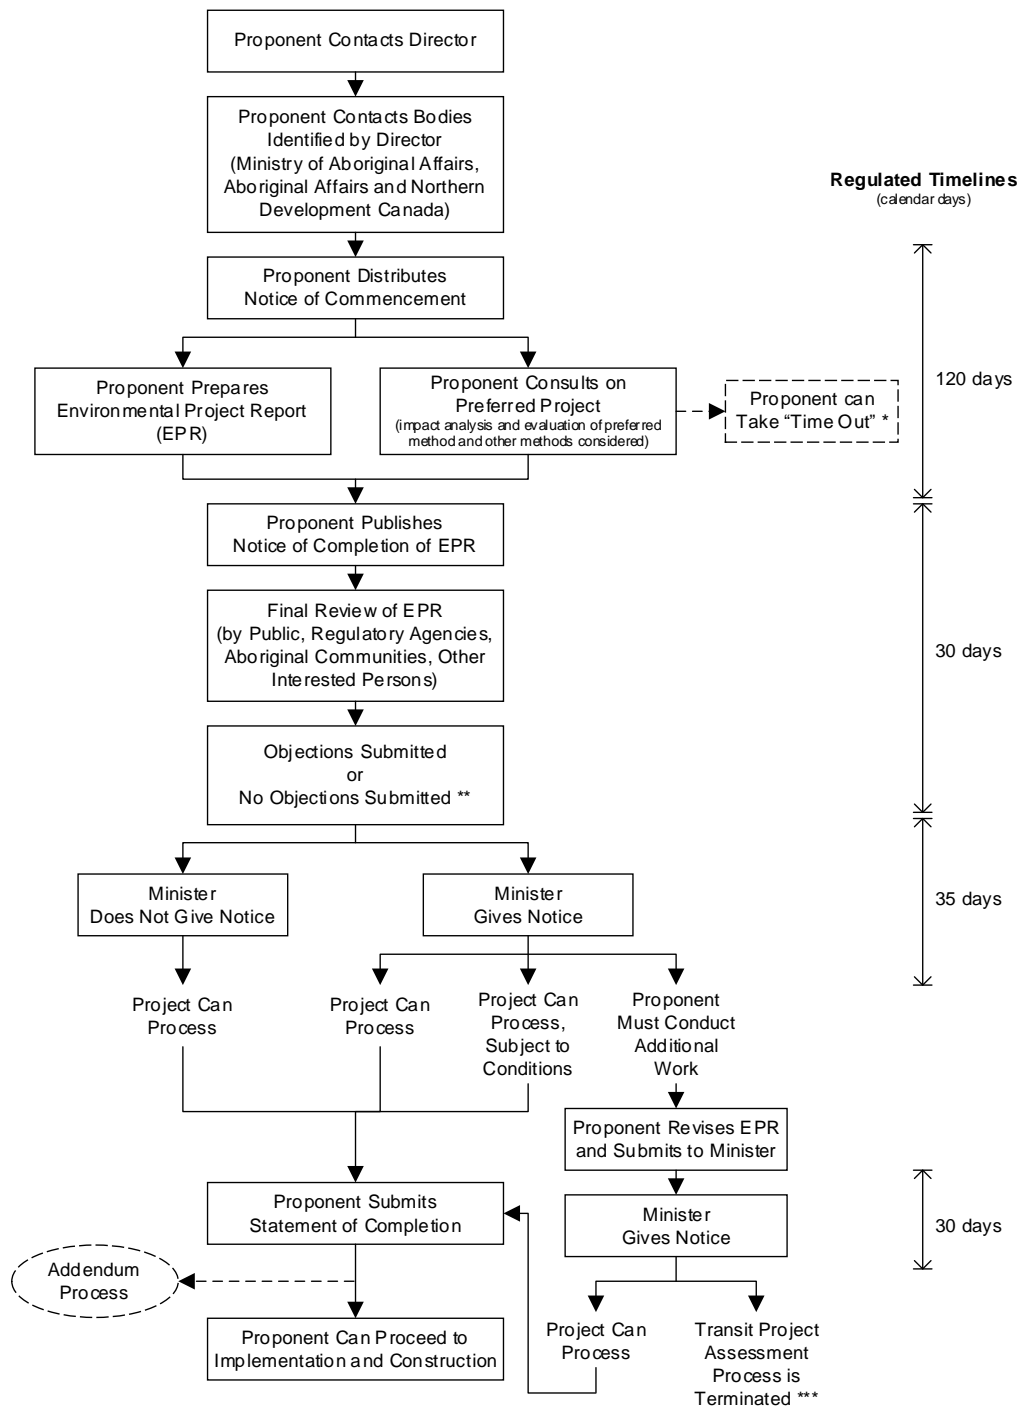 Proponent Contacts Director
Proponent Contacts Bodies
Identified by Director
(Ministry of Aboriginal Affairs,
Aboriginal Affairs and Northern
Development Canada)
Regulated Timelines
(calendar days)
Proponent Distributes
Notice of Commencement
Proponent Prepares
Environmental Project Report
(EPR)
Proponent Consults on
Preferred Project
(impact analysis and evaluation of preferred
method and other methods considered)
Proponent can
Take “Time Out” *
120 days
Proponent Publishes
Notice of Completion of EPR
Final Review of EPR
(by Public, Regulatory Agencies,
Aboriginal Communities, Other
Interested Persons)
30 days
Objections Submitted
or
No Objections Submitted **
Minister
Does Not Give Notice
Minister
Gives Notice
35 days
Project Can
Process
Project Can
Process
Project Can
Process,
Subject to
Conditions
Proponent
Must Conduct
Additional
Work
Proponent Revises EPR
and Submits to Minister
Proponent Submits
Statement of Completion
Minister
Gives Notice
30 days
Addendum
Process
Proponent Can Proceed to
Implementation and Construction
Project Can
Process
Transit Project
Assessment
Process is
Terminated ***